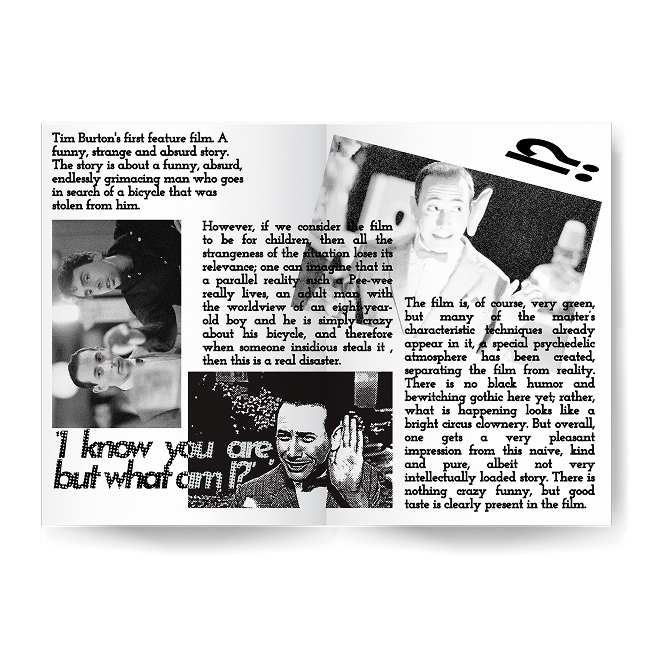 Tim Burton's first feature film. A
funny, strange and absurd story.
The story is about a funny, absurd,
endlessly grimacing man who goes
in search of a bicycle that was
stolen from him.
However, if we consider the film
to be for children, then all the
strangeness of the situation loses its
relevance; one can imagine that in
a parallel reality such a Pee-wee
really lives, an adult man with
the worldview of an eight-year-
old boy and he is simply crazy
about his bicycle, and therefore
when someone insidious steals it ,
then this is a real disaster.
'I know you are,
but what am I?'
!?:
The film is, of course, very green,
but many of the master's
characteristic techniques already
appear in it, a special psychedelic
atmosphere has been created,
separating the film from reality.
There is no black humor and
bewitching gothic here yet; rather,
what is happening looks like a
bright circus clownery. But overall,
one gets a very pleasant
impression from this naive, kind
and pure, albeit not very
intellectually loaded story. There is
nothing crazy funny, but good
taste is clearly present in the film.